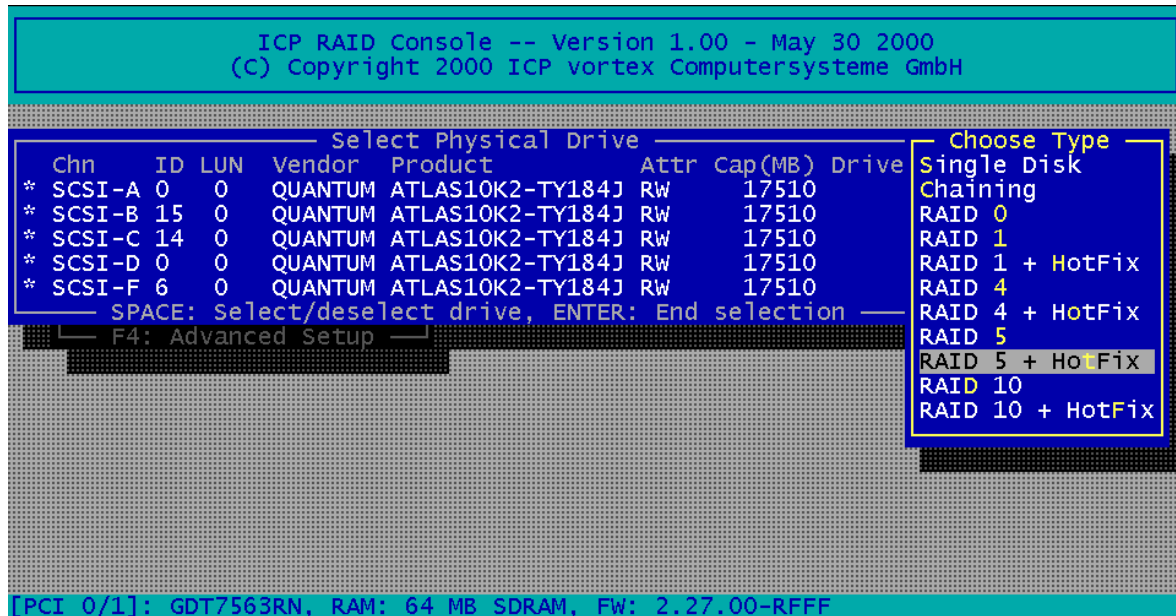 ICP RAID Console -- Version 1.00 - May 30 2000
(C) Copyright 2000 ICP vortex Computersysteme GmbH
Select Physical Drive
Chn ID LUN Vendor Product Attr Cap(MB) Drive
* SCSI-A 0 0 QUANTUM ATLAS10K2-TY184J RW 17510
* SCSI-B 15 0 QUANTUM ATLAS10K2-TY184J RW 17510
* SCSI-C 14 0 QUANTUM ATLAS10K2-TY184J RW 17510
* SCSI-D 0 0 QUANTUM ATLAS10K2-TY184J RW 17510
* SCSI-F 6 0 QUANTUM ATLAS10K2-TY184J RW 17510
SPACE: Select/deselect drive, ENTER: End selection
F4: Advanced Setup
Choose Type
Single Disk
Chaining
RAID 0
RAID 1
RAID 1 + HotFix
RAID 4
RAID 4 + HotFix
RAID 5
RAID 5 + HotFix
RAID 10
RAID 10 + HotFix
[PCI 0/1]: GDT7563RN, RAM: 64 MB SDRAM, FW: 2.27.00-RFFF